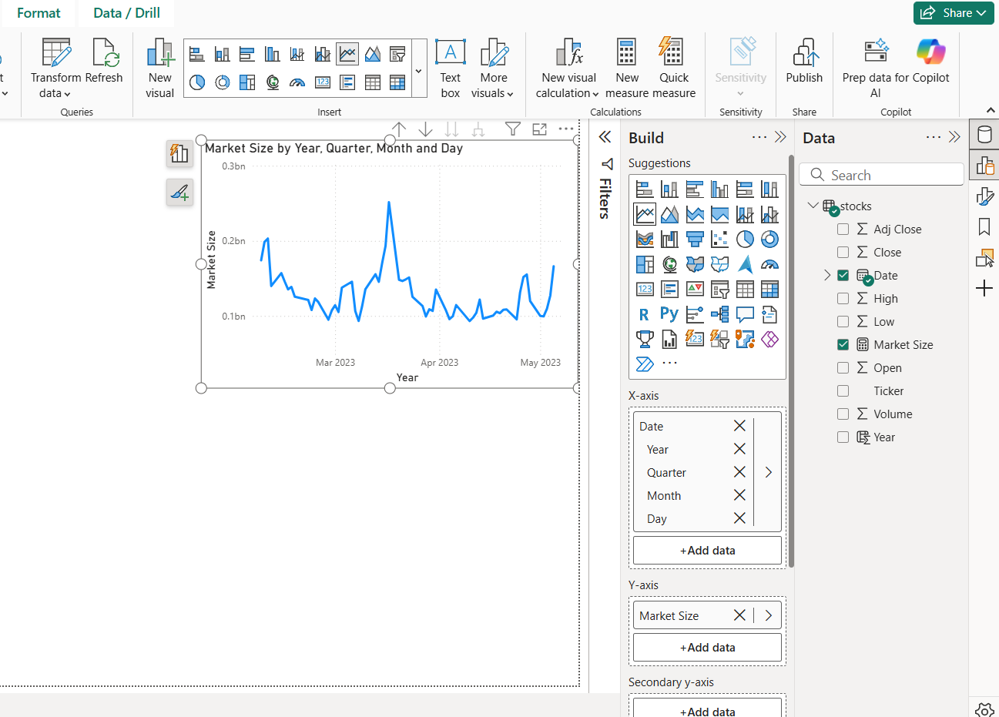 Format
Data / Drill
Share
t
Transform data
Refresh
New visual
Text box
More visuals
New visual calculation
New measure
Quick measure
Sensitivity
Publish
Prep data for AI
Copilot
Queries
Insert
Calculations
Sensitivity
Share
Copilot
Market Size by Year, Quarter, Month and Day
0.3bn
0.2bn
0.1bn
Market Size
Mar 2023
Apr 2023
May 2023
Year
Filters
Build
Suggestions
123
R
Py
123
X-axis
Date
Year
Quarter
Month
Day
+Add data
Y-axis
Market Size
+Add data
Secondary y-axis
+Add data
Data
Search
stocks
Adj Close
Close
Date
High
Low
Market Size
Open
Ticker
Volume
Year